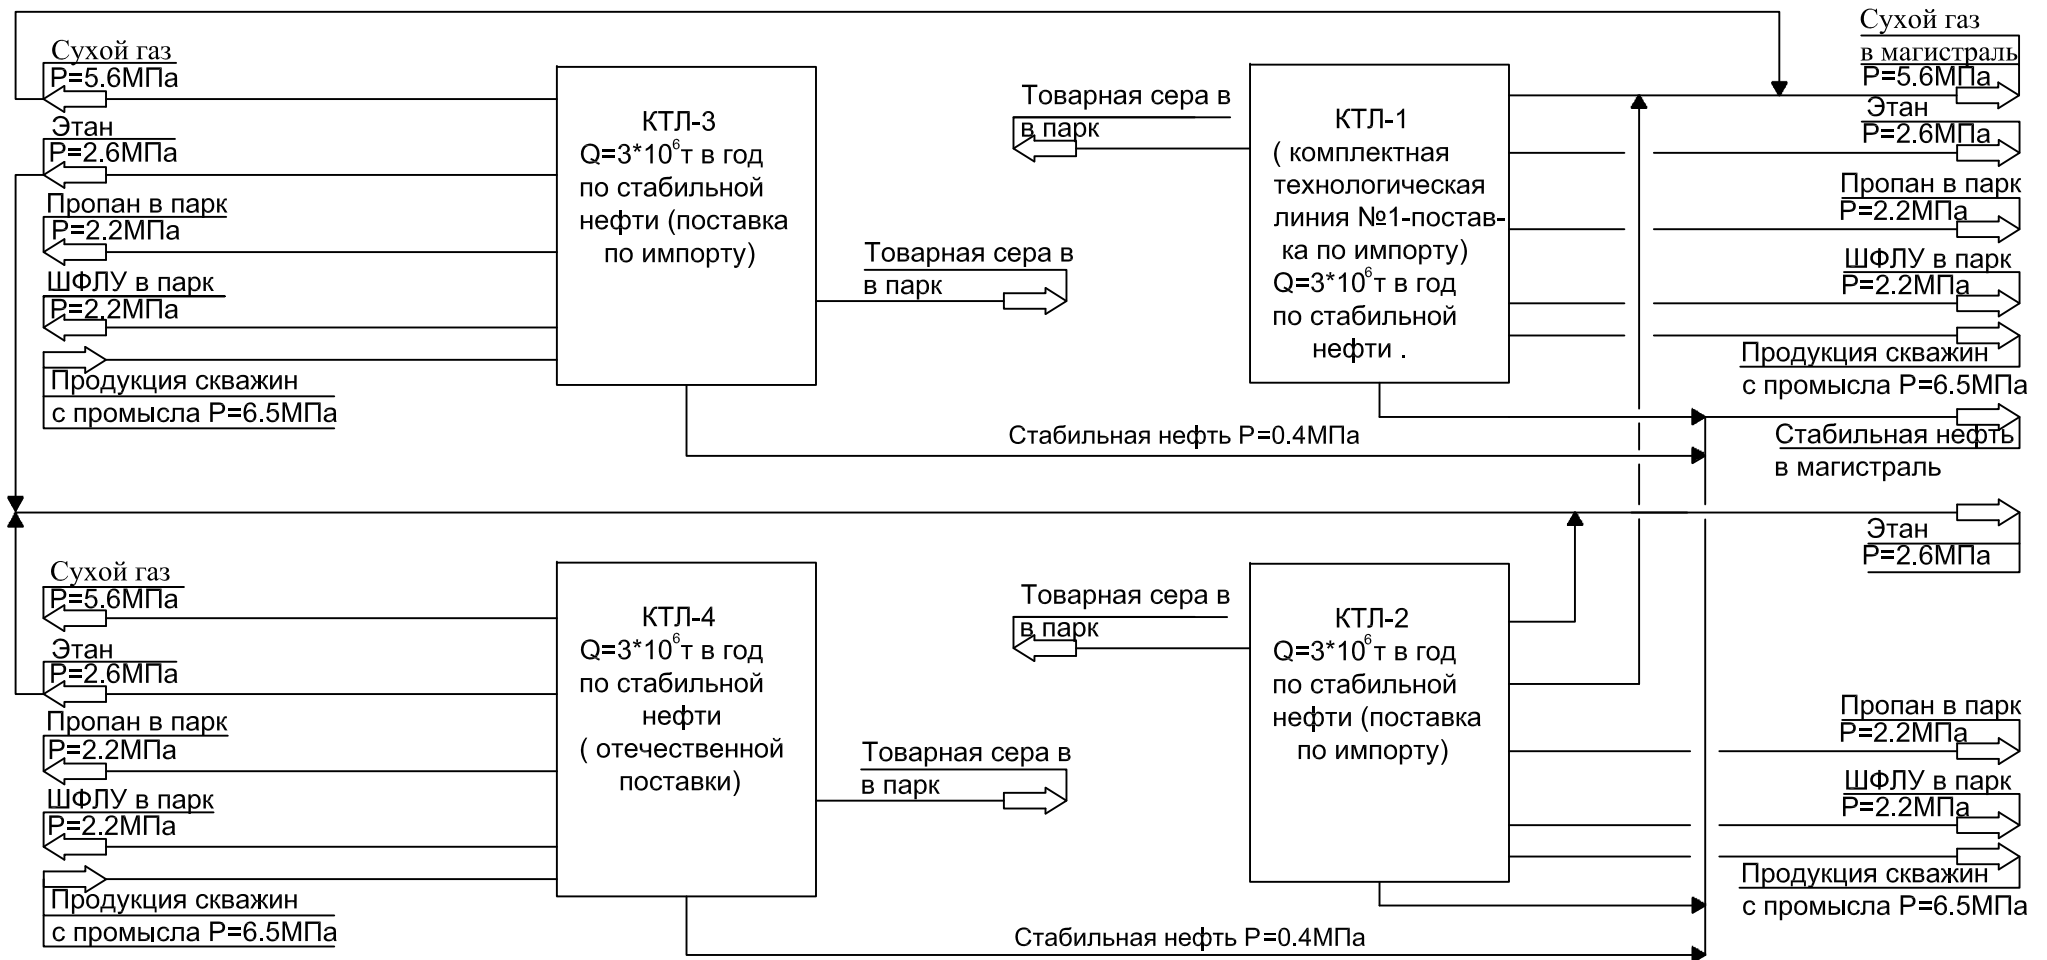 Сухой газ
P=5.6МПа
Этан
P=2.6МПа
Пропан в парк
P=2.2МПа
ШФЛУ в парк
P=2.2МПа
Продукция скважин
с промысла P=6.5МПа
КТЛ-3
Q=3*10⁶т в год
по стабильной
нефти (поставка
по импорту)
Товарная сера в
в парк
Товарная сера в
в парк
КТЛ-1
( комплектная
технологическая
линия №1-постав-
ка по импорту)
Q=3*10⁶т в год
по стабильной
нефти .
Сухой газ
в магистраль
P=5.6МПа
Этан
P=2.6МПа
Пропан в парк
P=2.2МПа
ШФЛУ в парк
P=2.2МПа
Продукция скважин
с промысла P=6.5МПа
Стабильная нефть P=0.4МПа
Стабильная нефть
в магистраль
Этан
P=2.6МПа
Сухой газ
P=5.6МПа
Этан
P=2.6МПа
Пропан в парк
P=2.2МПа
ШФЛУ в парк
P=2.2МПа
Продукция скважин
с промысла P=6.5МПа
КТЛ-4
Q=3*10⁶т в год
по стабильной
нефти
( отечественной
поставки)
Товарная сера в
в парк
Товарная сера в
в парк
КТЛ-2
Q=3*10⁶т в год
по стабильной
нефти (поставка
по импорту)
Пропан в парк
P=2.2МПа
ШФЛУ в парк
P=2.2МПа
Продукция скважин
с промысла P=6.5МПа
Стабильная нефть P=0.4МПа